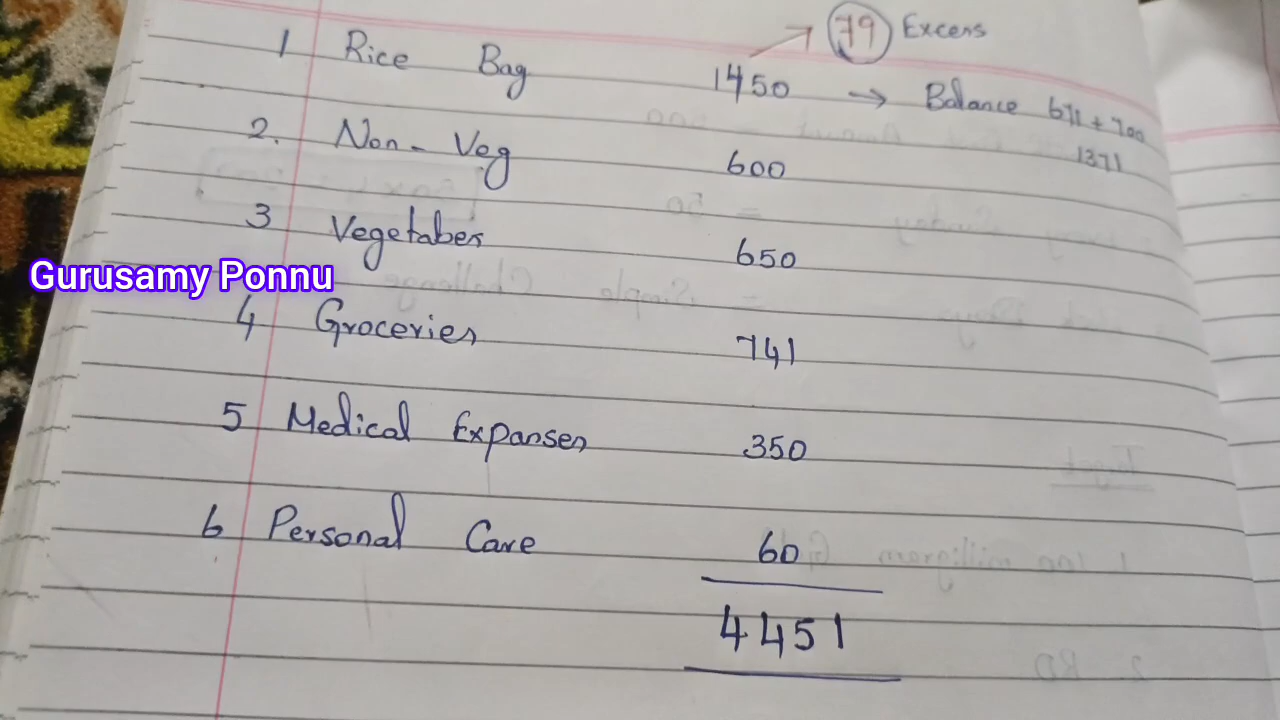 79 Excess
1 Rice Bag 1450 → Balance 671 + 700
1371
2. Non-Veg 600
3 Vegetabes 650
Gurusamy Ponnu
4 Groceries 741
5 Medical Expanses 350
6 Personal Care 60
4451